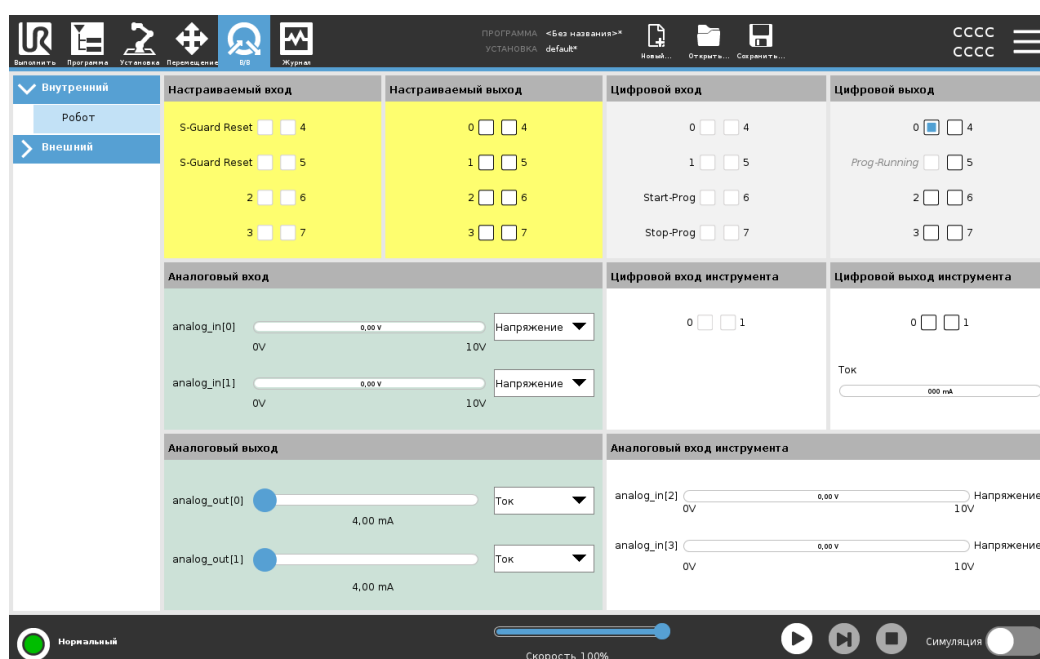 ПРОГРАММА <Без названия>*
УСТАНОВКА default*
CCCC
CCCC
Выполнить Программа Установка Перемещение В/В Журнал Новый... Открыть... Сохранить...
Внутренний
Робот
Внешний
Настраиваемый вход
S-Guard Reset 4
S-Guard Reset 5
2 6
3 7
Настраиваемый выход
0 4
1 5
2 6
3 7
Цифровой вход
0 4
1 5
Start-Prog 6
Stop-Prog 7
Цифровой выход
0 4
Prog-Running 5
2 6
3 7
Аналоговый вход
analog_in[0] 0,00 V Напряжение
0V 10V
analog_in[1] 0,00 V Напряжение
0V 10V
Цифровой вход инструмента
0 1
Цифровой выход инструмента
0 1
Ток
000 mA
Аналоговый выход
analog_out[0] Ток
4,00 mA
analog_out[1] Ток
4,00 mA
Аналоговый вход инструмента
analog_in[2] 0,00 V Напряжение
0V 10V
analog_in[3] 0,00 V Напряжение
0V 10V
Нормальный
Скорость 100%
Симуляция